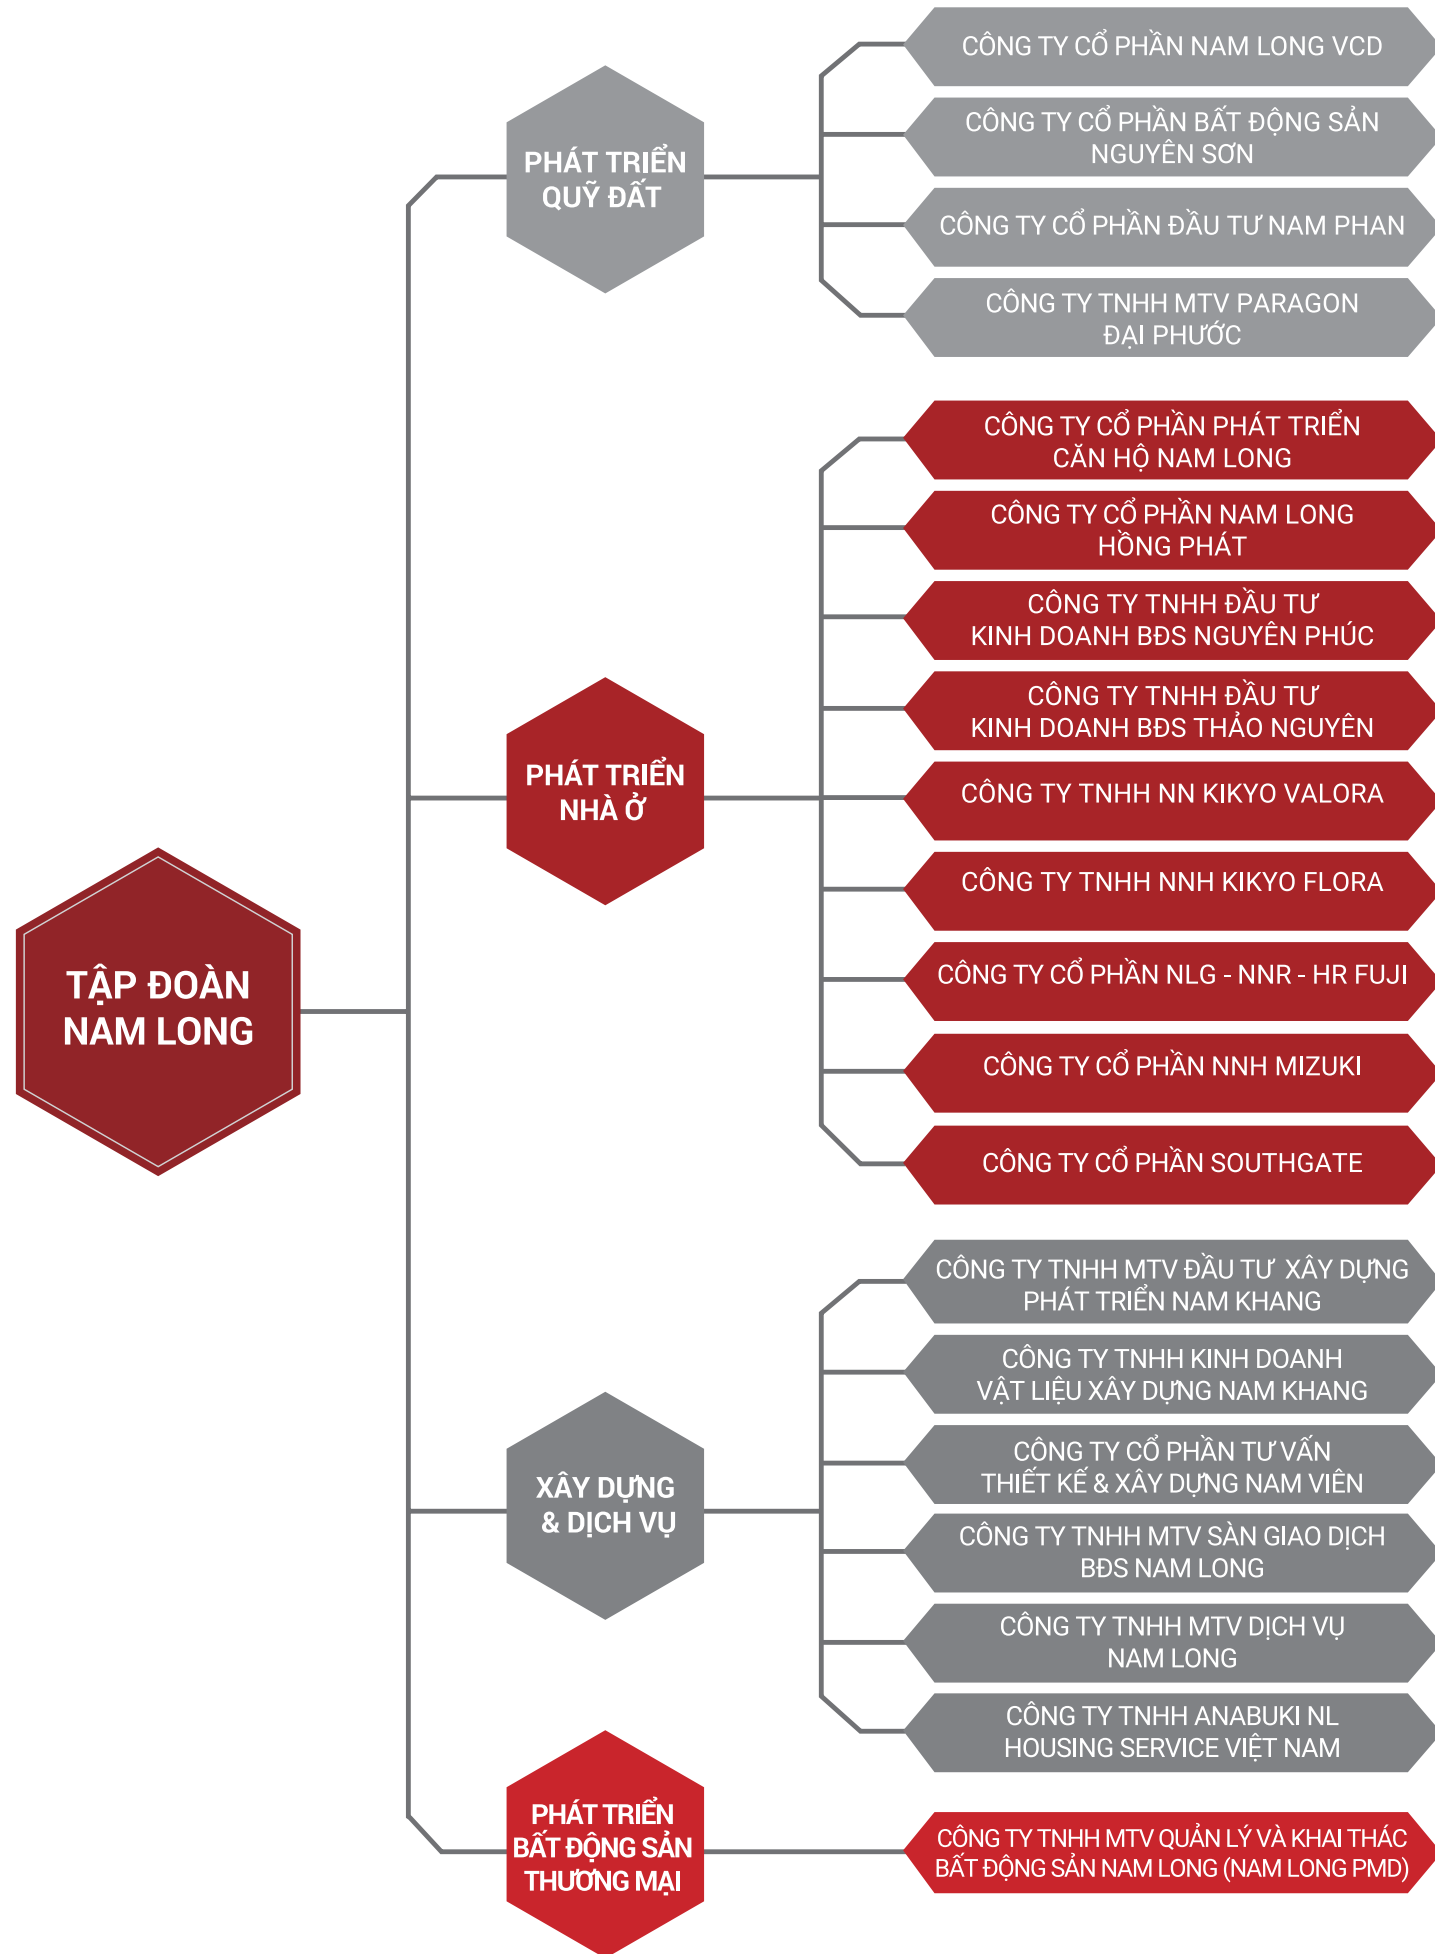 TẬP ĐOÀN
NAM LONG
PHÁT TRIỂN
QUỸ ĐẤT
CÔNG TY CỔ PHẦN NAM LONG VCD
CÔNG TY CỔ PHẦN BẤT ĐỘNG SẢN
NGUYÊN SƠN
CÔNG TY CỔ PHẦN ĐẦU TƯ NAM PHAN
CÔNG TY TNHH MTV PARAGON
ĐẠI PHƯỚC
PHÁT TRIỂN
NHÀ Ở
CÔNG TY CỔ PHẦN PHÁT TRIỂN
CĂN HỘ NAM LONG
CÔNG TY CỔ PHẦN NAM LONG
HỒNG PHÁT
CÔNG TY TNHH ĐẦU TƯ
KINH DOANH BĐS NGUYÊN PHÚC
CÔNG TY TNHH ĐẦU TƯ
KINH DOANH BĐS THẢO NGUYÊN
CÔNG TY TNHH NN KIKYO VALORA
CÔNG TY TNHH NNH KIKYO FLORA
CÔNG TY CỔ PHẦN NLG - NNR - HR FUJI
CÔNG TY CỔ PHẦN NNH MIZUKI
CÔNG TY CỔ PHẦN SOUTHGATE
XÂY DỰNG
& DỊCH VỤ
CÔNG TY TNHH MTV ĐẦU TƯ XÂY DỰNG
PHÁT TRIỂN NAM KHANG
CÔNG TY TNHH KINH DOANH
VẬT LIỆU XÂY DỰNG NAM KHANG
CÔNG TY CỔ PHẦN TƯ VẤN
THIẾT KẾ & XÂY DỰNG NAM VIÊN
CÔNG TY TNHH MTV SÀN GIAO DỊCH
BĐS NAM LONG
CÔNG TY TNHH MTV DỊCH VỤ
NAM LONG
CÔNG TY TNHH ANABUKI NL
HOUSING SERVICE VIỆT NAM
PHÁT TRIỂN
BẤT ĐỘNG SẢN
THƯƠNG MẠI
CÔNG TY TNHH MTV QUẢN LÝ VÀ KHAI THÁC
BẤT ĐỘNG SẢN NAM LONG (NAM LONG PMD)